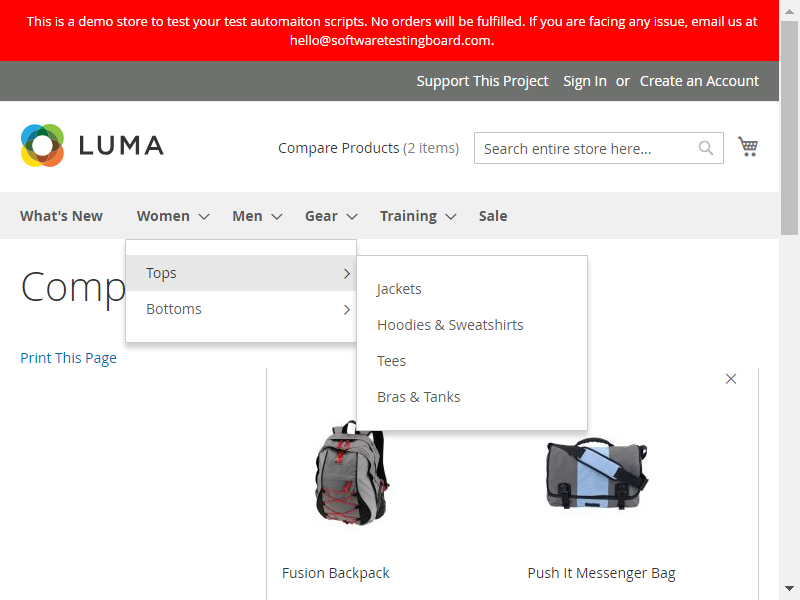 This is a demo store to test your test automaiton scripts. No orders will be fulfilled. If you are facing any issue, email us at
hello@softwaretestingboard.com.
Support This Project Sign In or Create an Account
LUMA
Compare Products (2 items)
Search entire store here...
What's New Women Men Gear Training Sale
Tops
Bottoms
Jackets
Hoodies & Sweatshirts
Tees
Bras & Tanks
Comp
Print This Page
Fusion Backpack
Push It Messenger Bag